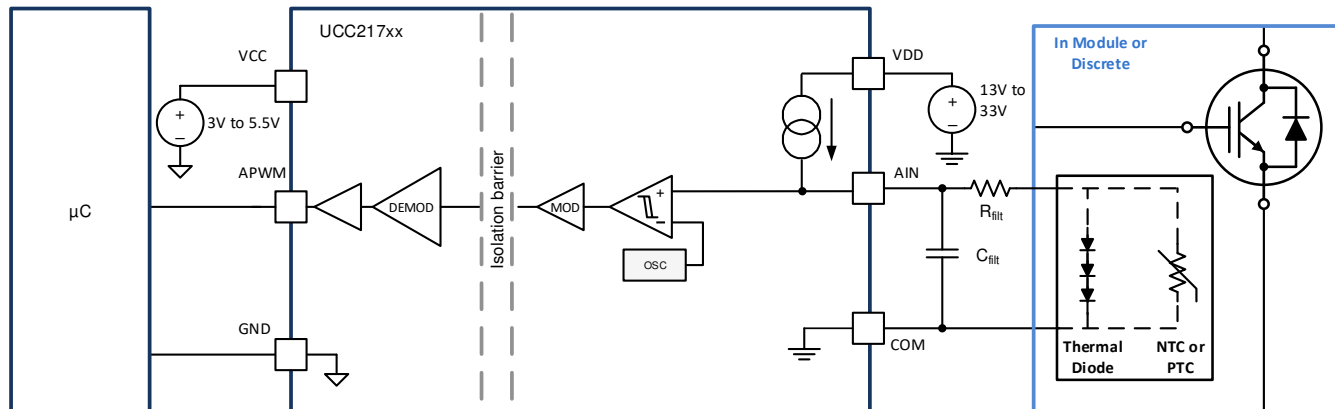 UCC217xx
VCC
VDD
In Module or
Discrete
+
−
3V to 5.5V
+
−
13V to
33V
APWM
AIN
µC
DEMOD
Isolation barrier
MOD
+
−
OSC
Rfilt
Cfilt
GND
COM
Thermal
Diode
NTC or
PTC